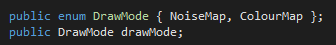 public enum DrawMode { NoiseMap, ColourMap };
public DrawMode drawMode;